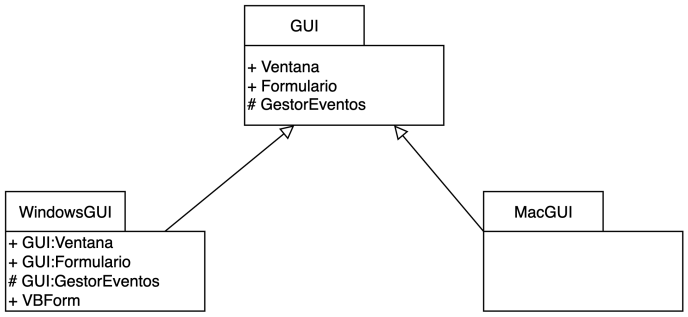 GUI
+ Ventana
+ Formulario
# GestorEventos
WindowsGUI
+ GUI:Ventana
+ GUI:Formulario
# GUI:GestorEventos
+ VBForm
MacGUI